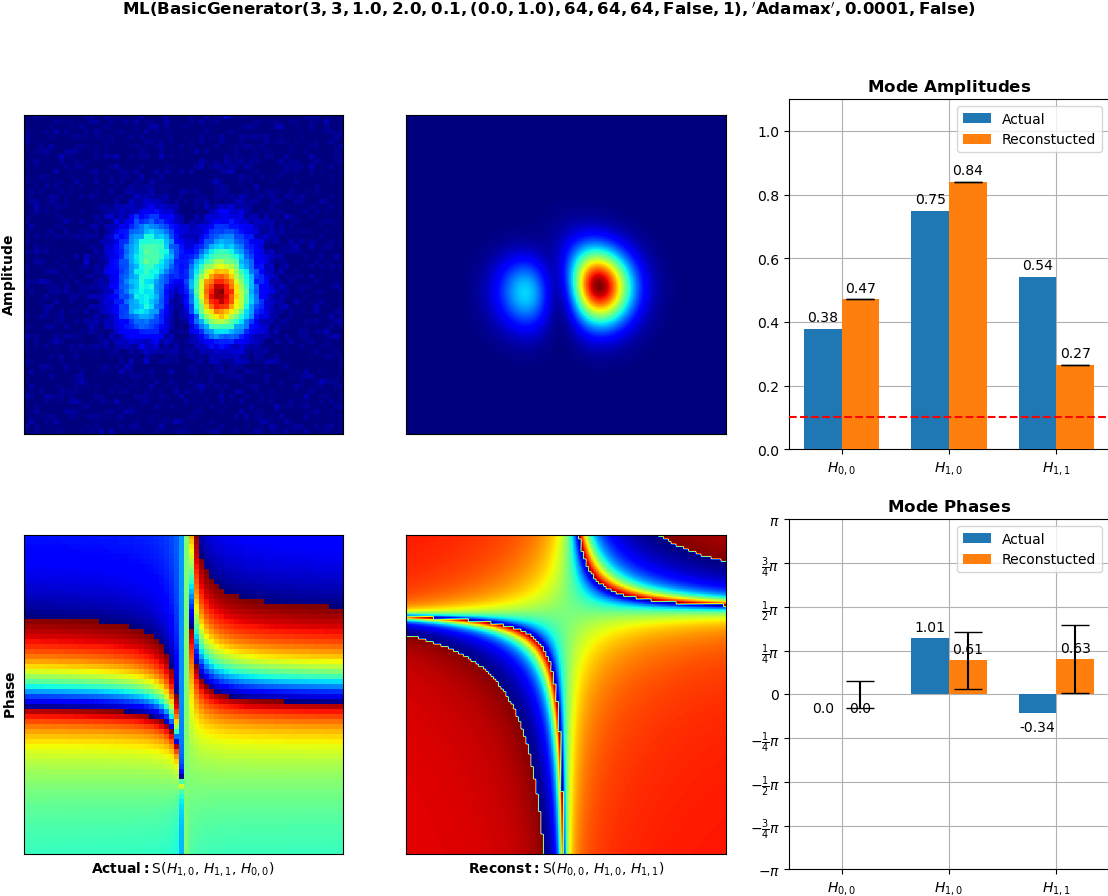 ML(BasicGenerator(3, 3, 1.0, 2.0, 0.1, (0.0, 1.0), 64, 64, 64, False, 1), ′Adamax′, 0.0001, False)
Amplitude
Mode Amplitudes
Actual
Reconstucted
1.0
0.8
0.6
0.4
0.2
0.0
0.38
0.47
0.75
0.84
0.54
0.27
H0,0
H1,0
H1,1
Phase
Actual: S(H1,0, H1,1, H0,0)
Reconst: S(H0,0, H1,0, H1,1)
Mode Phases
Actual
Reconstucted
π
3/4π
1/2π
1/4π
0
−1/4π
−1/2π
−3/4π
−π
0.0
-0.0
1.01
0.61
-0.34
0.63
H0,0
H1,0
H1,1